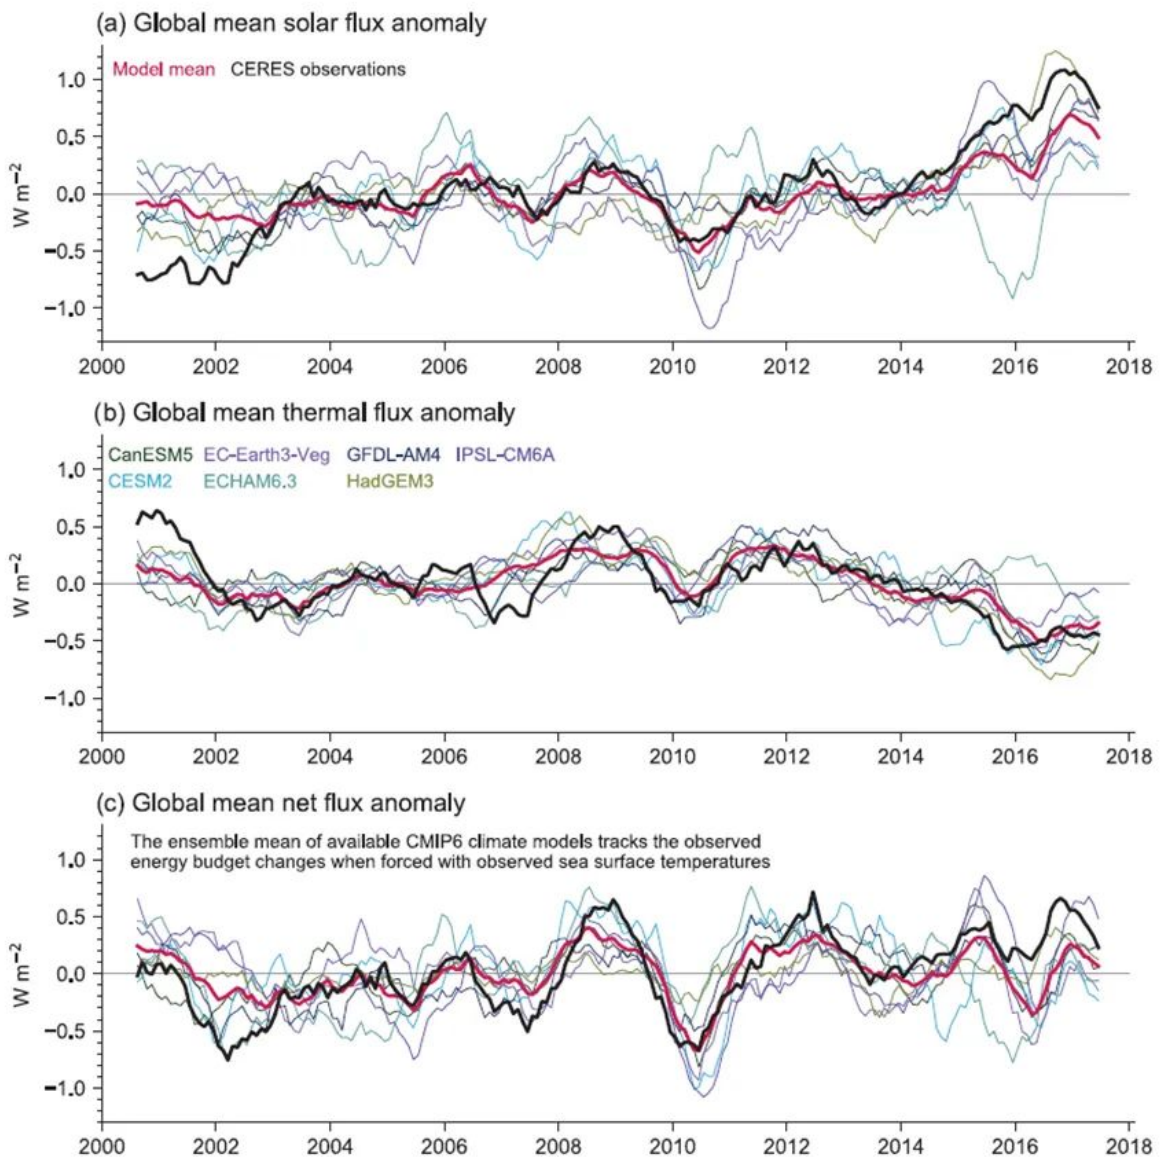 (a) Global mean solar flux anomaly
Model mean CERES observations
W m−2
1.0
0.5
0.0
−0.5
−1.0
2000 2002 2004 2006 2008 2010 2012 2014 2016 2018
(b) Global mean thermal flux anomaly
CanESM5 EC-Earth3-Veg GFDL-AM4 IPSL-CM6A
CESM2 ECHAM6.3 HadGEM3
W m−2
1.0
0.5
0.0
−0.5
−1.0
2000 2002 2004 2006 2008 2010 2012 2014 2016 2018
(c) Global mean net flux anomaly
The ensemble mean of available CMIP6 climate models tracks the observed
energy budget changes when forced with observed sea surface temperatures
W m−2
1.0
0.5
0.0
−0.5
−1.0
2000 2002 2004 2006 2008 2010 2012 2014 2016 2018